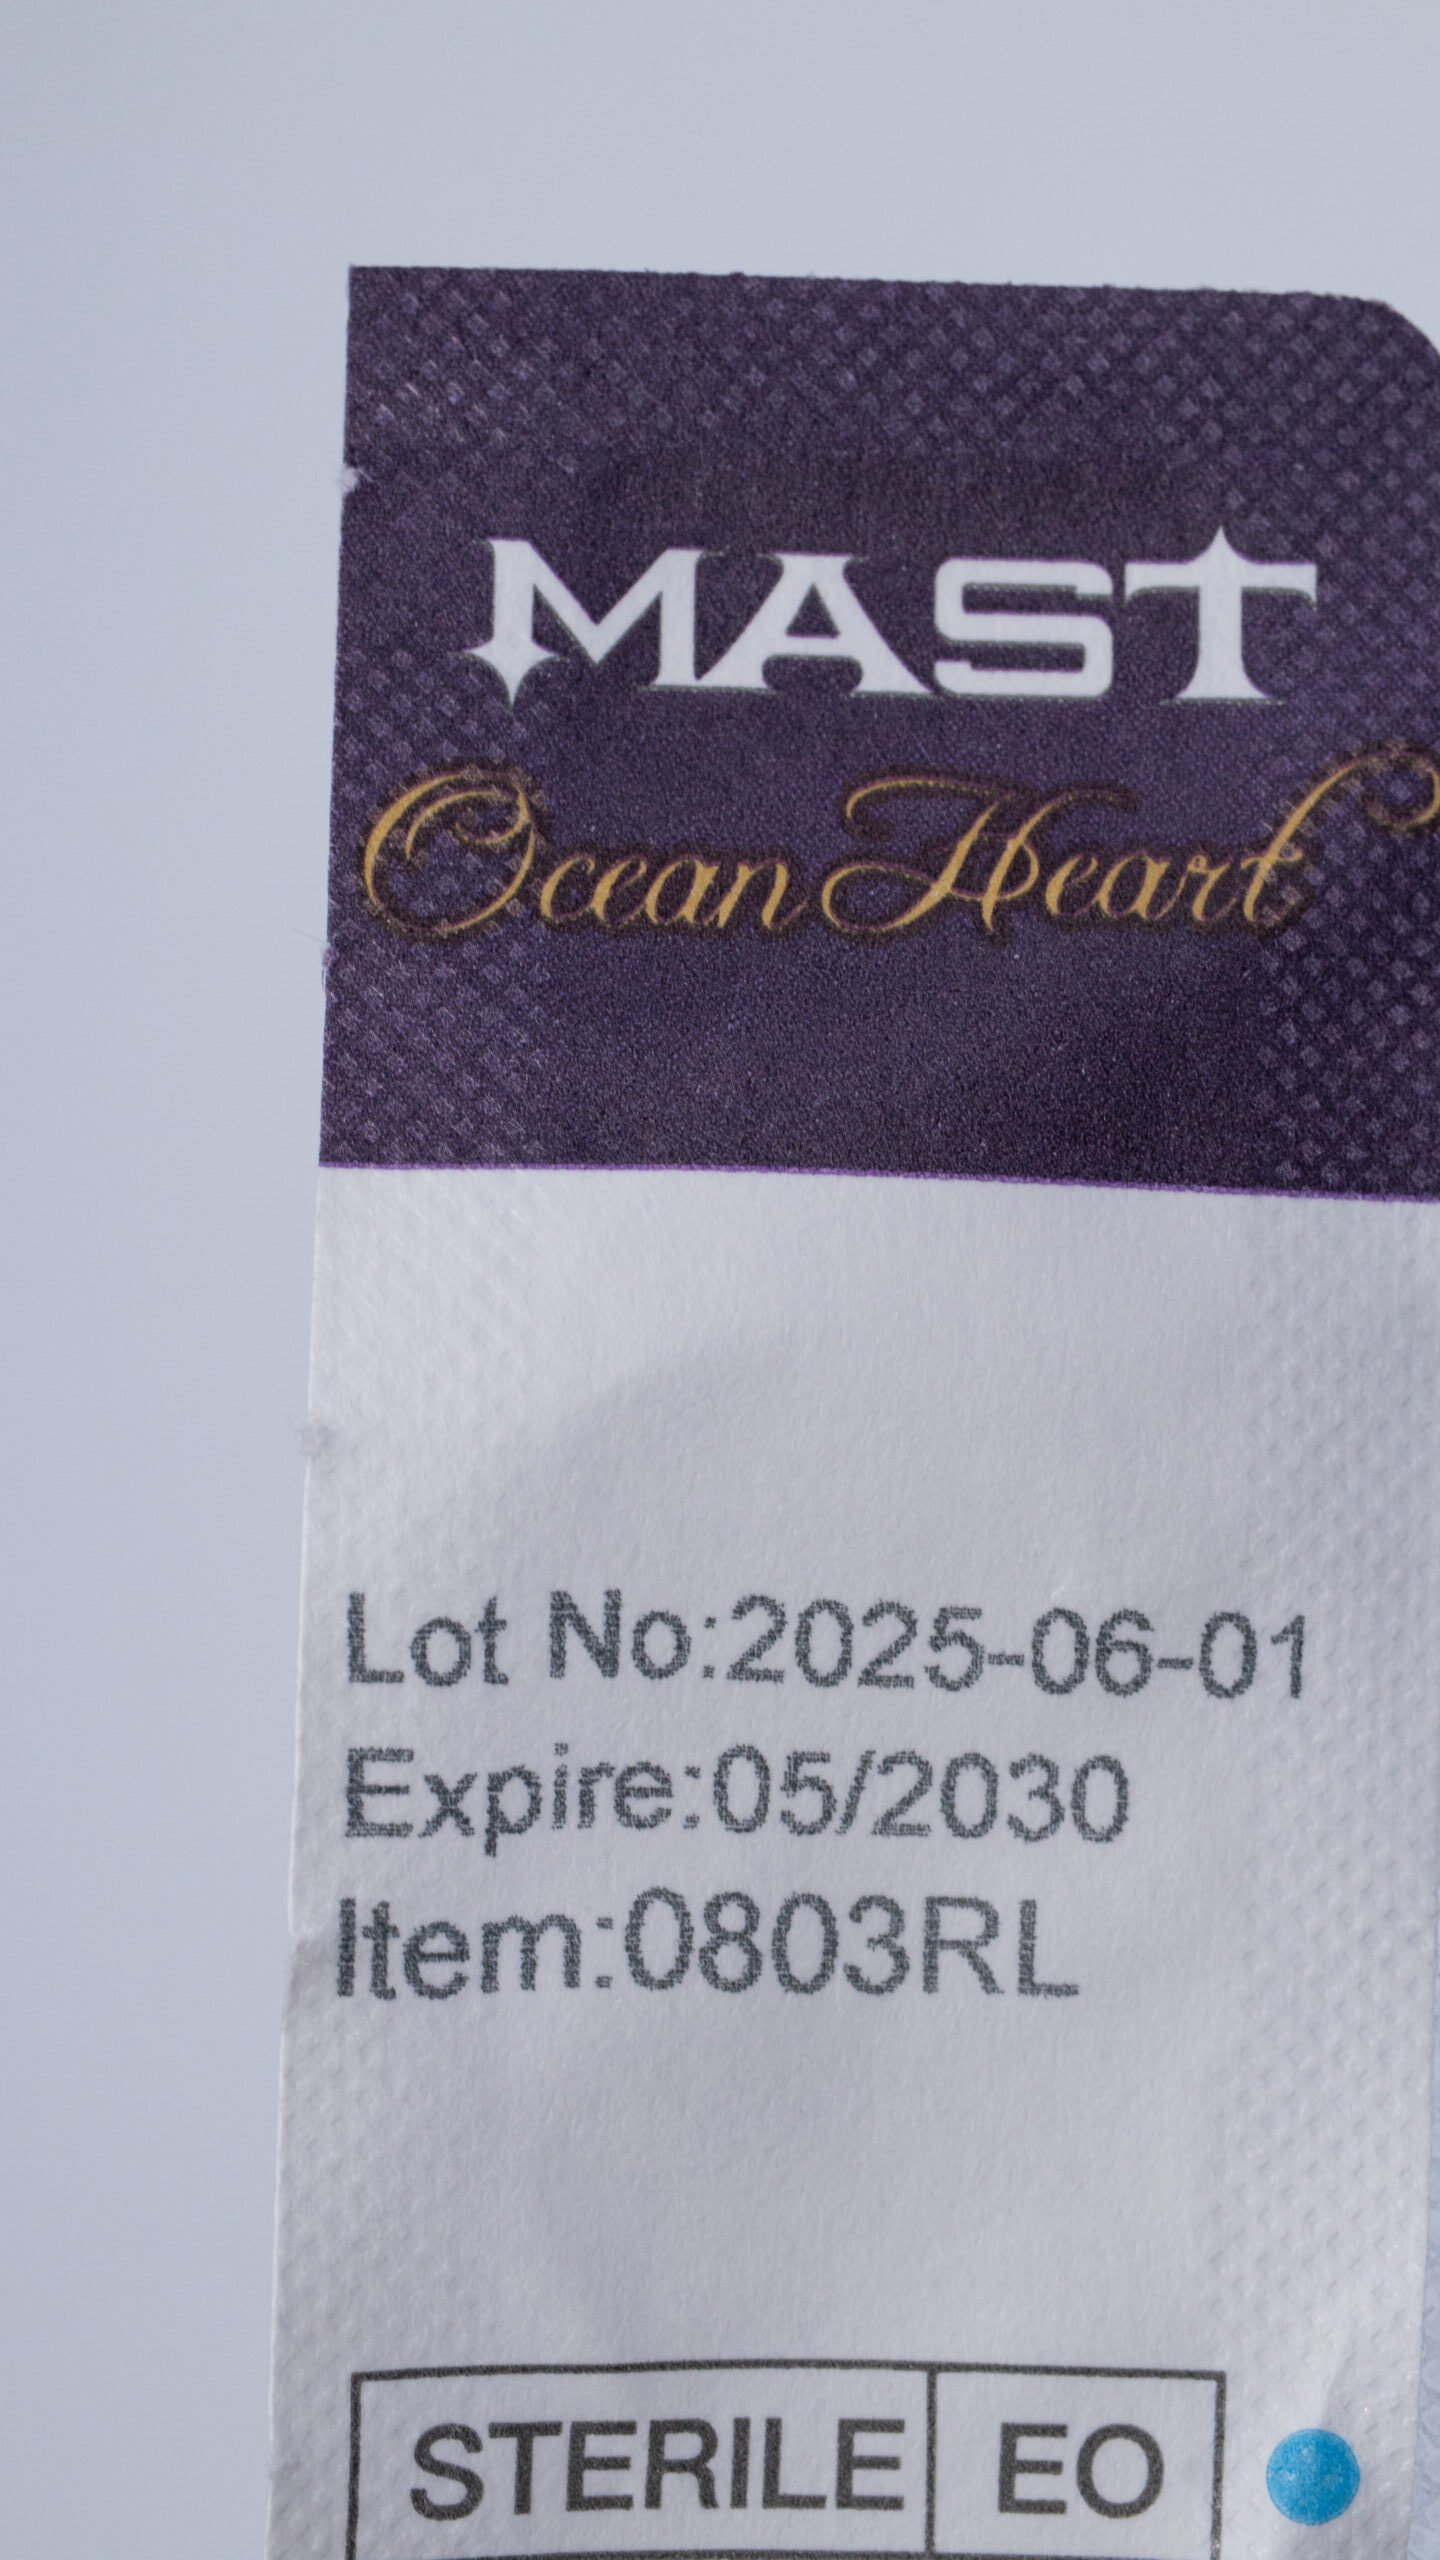 MAST
Ocean Heart
Lot No:2025-06-01
Expire:05/2030
Item:0803RL
STERILE EO